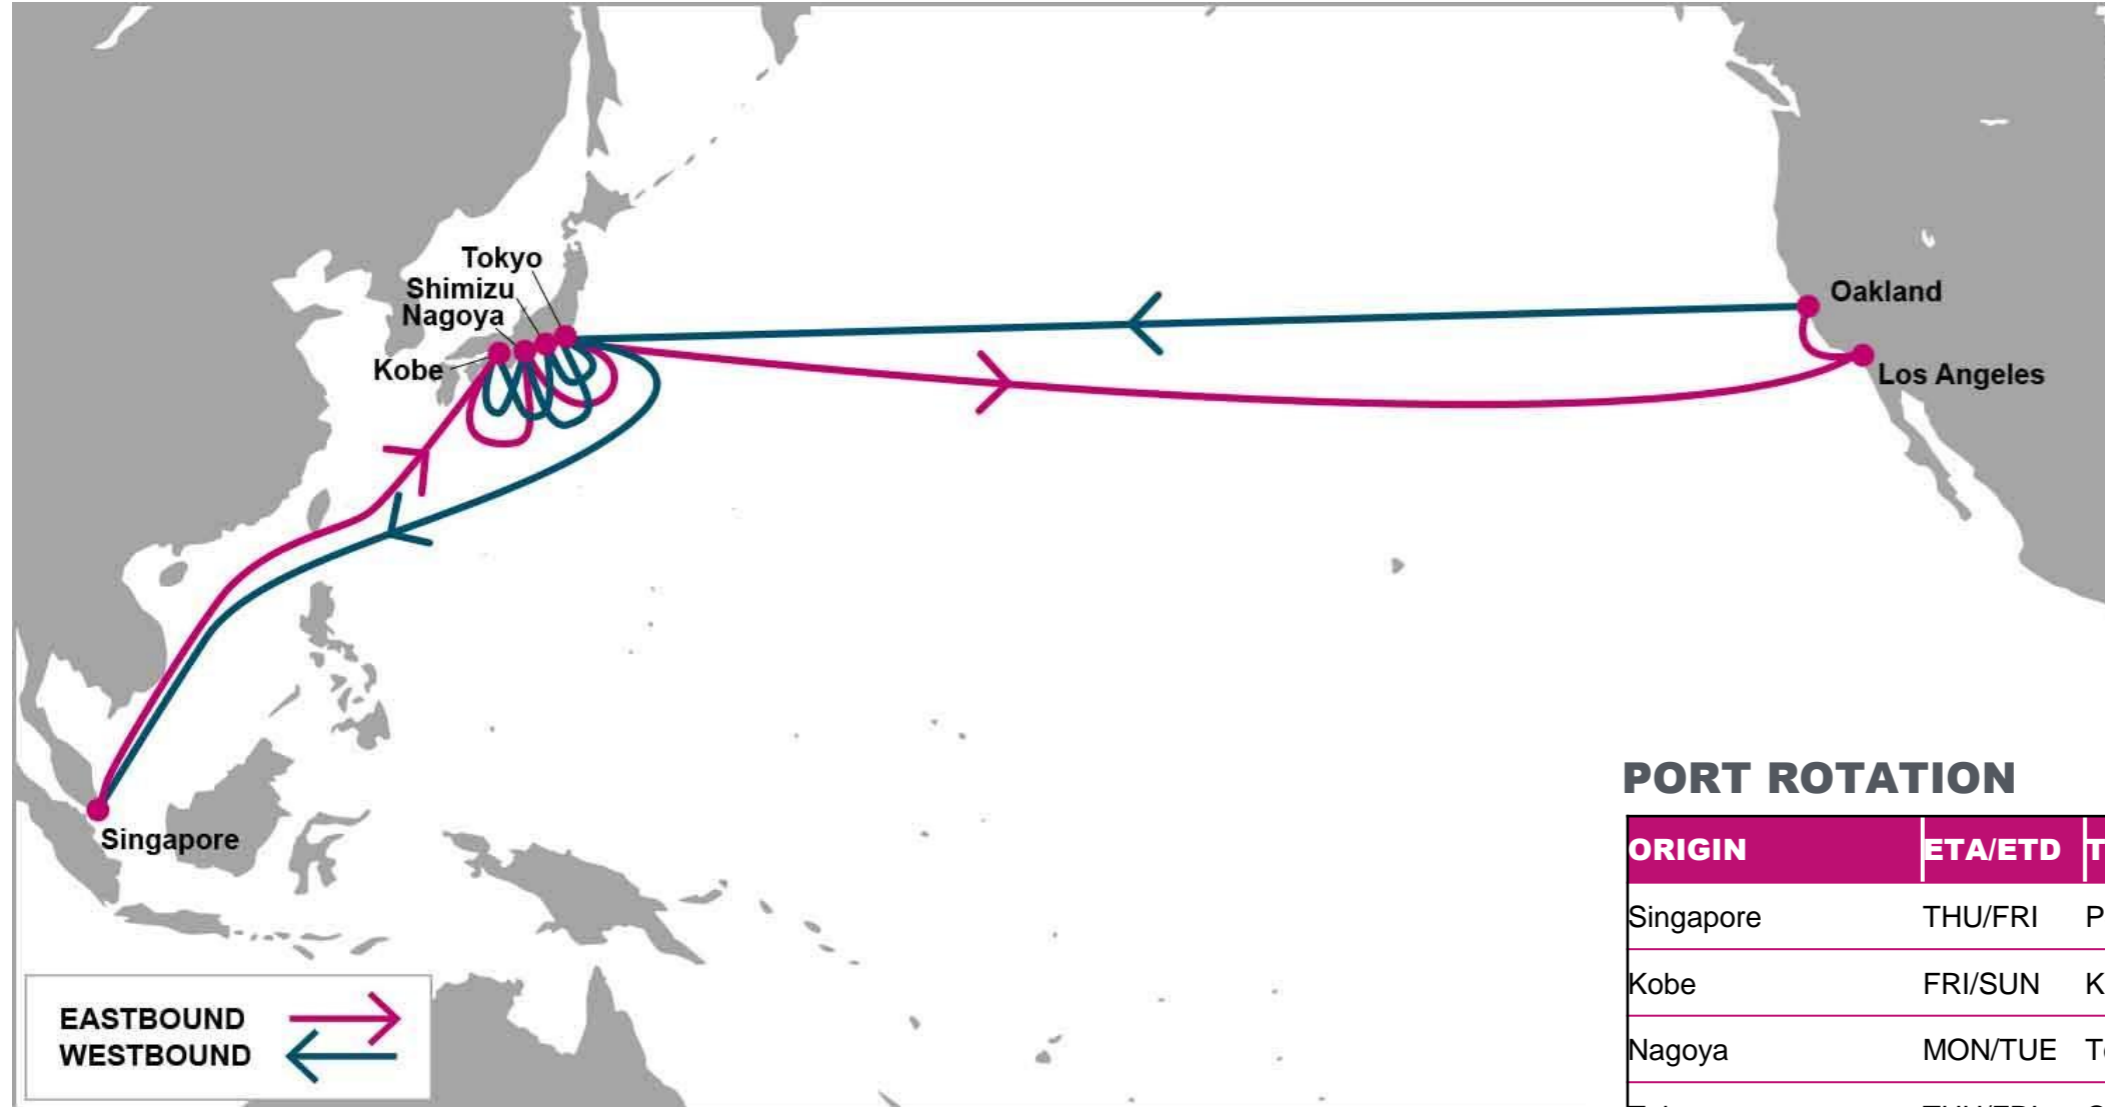 Tokyo
Shimizu
Nagoya
Kobe
Oakland
Los Angeles
Singapore
EASTBOUND
WESTBOUND
PORT ROTATION
ORIGIN ETA/ETD
Singapore THU/FRI
Kobe FRI/SUN
Nagoya MON/TUE